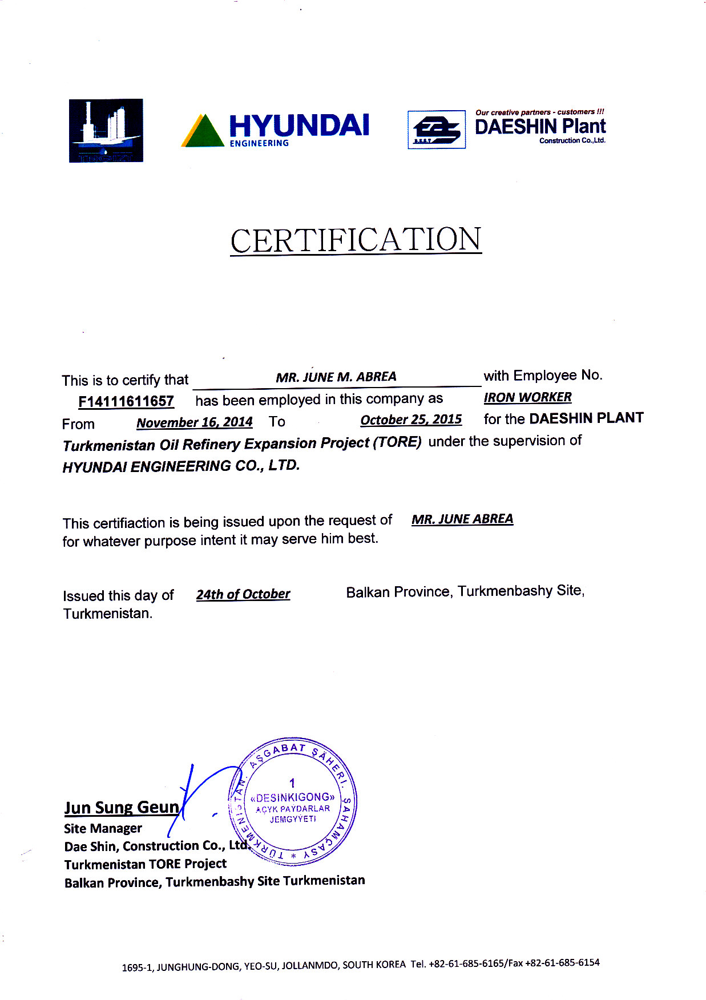 HYUNDAI
ENGINEERING
Our creative partners - customers !!!
DAESHIN Plant
Construction Co.,Ltd.
CERTIFICATION
This is to certify that MR. JUNE M. ABREA with Employee No.
F14111611657 has been employed in this company as IRON WORKER
From November 16, 2014 To October 25, 2015 for the DAESHIN PLANT
Turkmenistan Oil Refinery Expansion Project (TORE) under the supervision of
HYUNDAI ENGINEERING CO., LTD.
This certifiaction is being issued upon the request of MR. JUNE ABREA
for whatever purpose intent it may serve him best.
Issued this day of 24th of October Balkan Province, Turkmenbashy Site,
Turkmenistan.
TÜRKMENISTAN. AŞGABAT ŞÄHERI. ŞAHAMÇASY *
1
«DESINKIGONG»
AÇYK PAÝDARLAR
JEMGYÝETI
Jun Sung Geun
Site Manager
Dae Shin, Construction Co., Ltd.
Turkmenistan TORE Project
Balkan Province, Turkmenbashy Site Turkmenistan
1695-1, JUNGHUNG-DONG, YEO-SU, JOLLANMDO, SOUTH KOREA Tel. +82-61-685-6165/Fax +82-61-685-6154